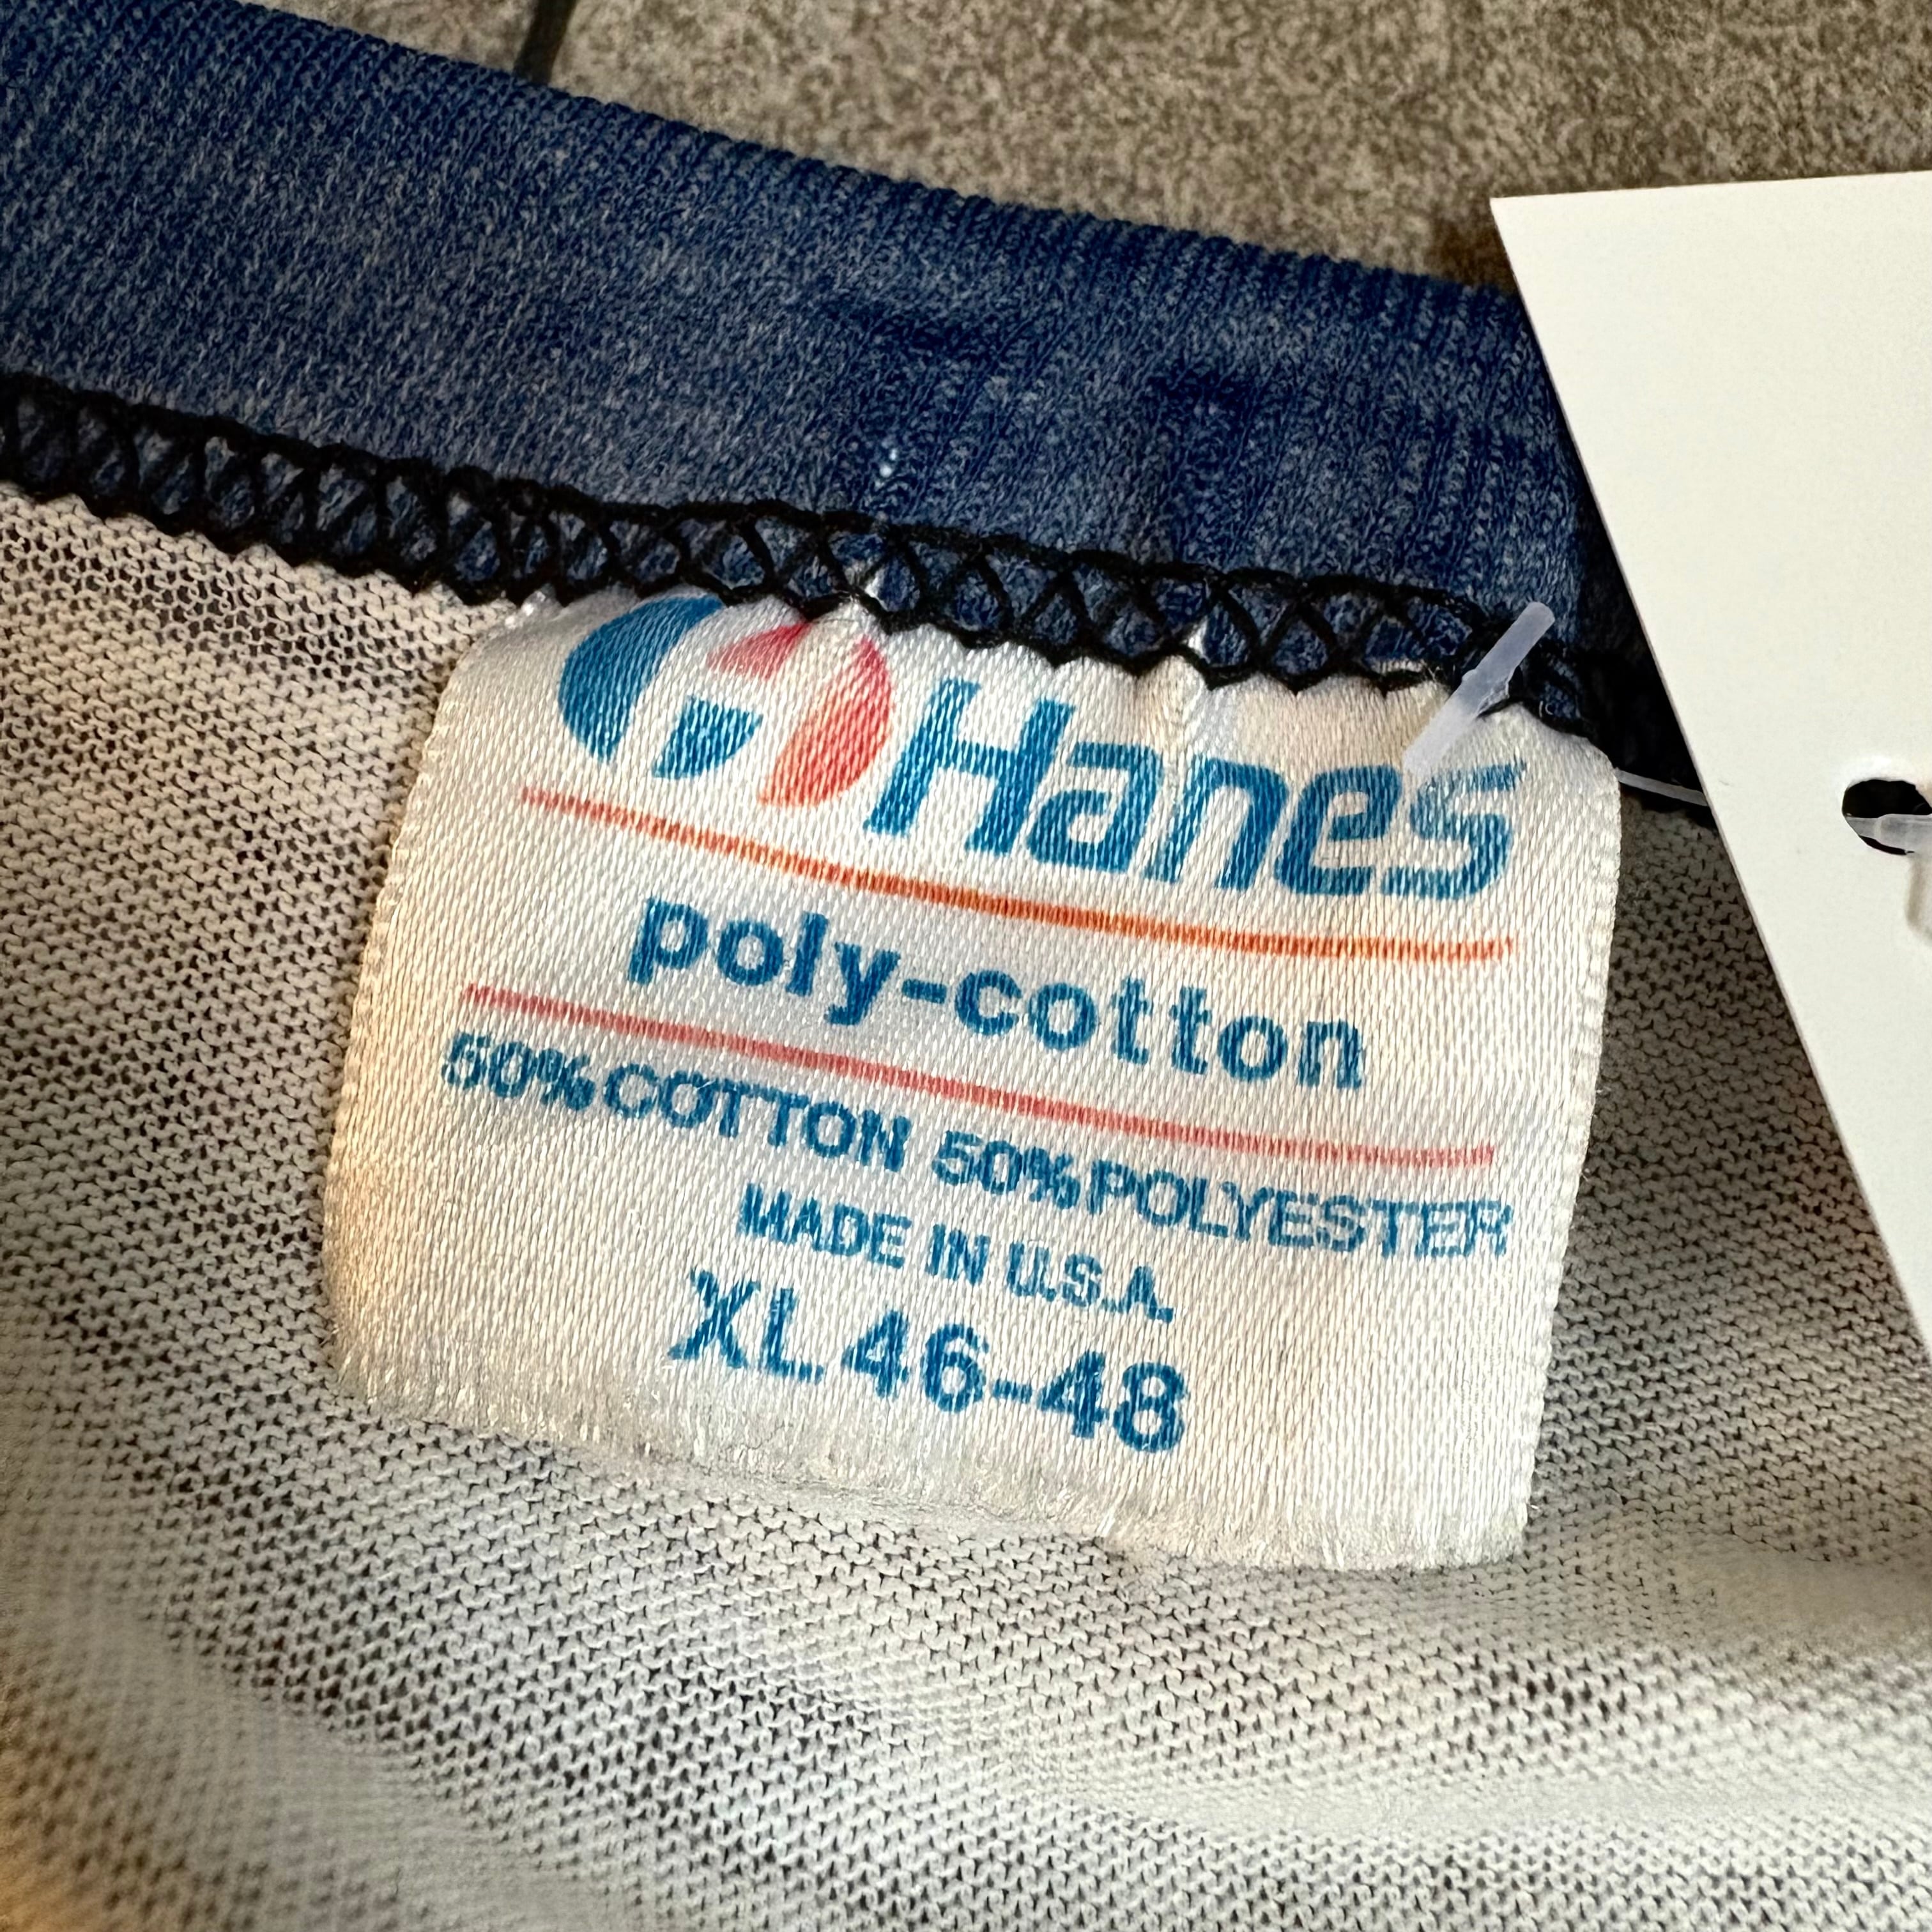 Hanes
poly-cotton
50% COTTON 50% POLYESTER
MADE IN U.S.A.
XL 46-48